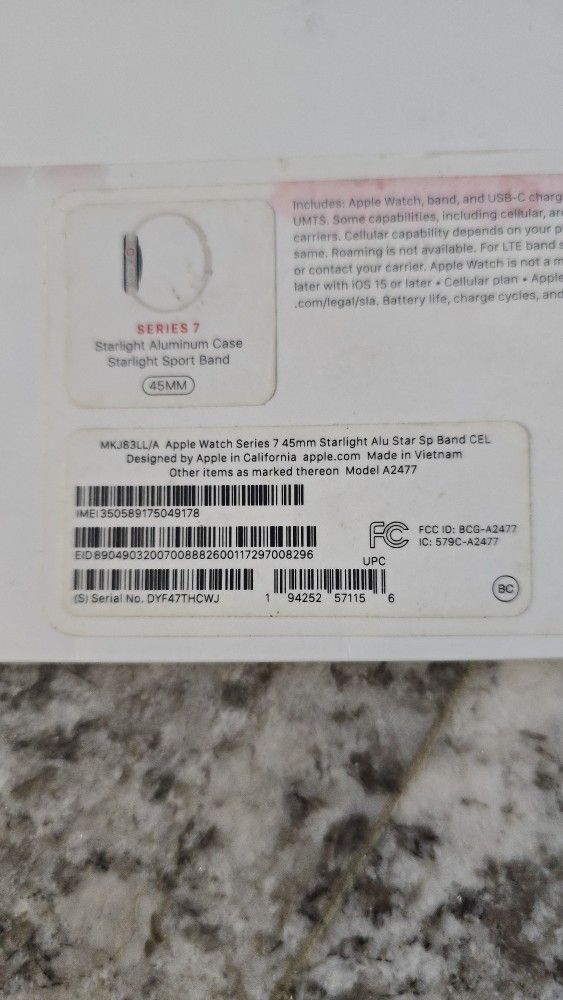 Includes: Apple Watch, band, and USB-C charg
UMTS. Some capabilities, including cellular, ar
carriers. Cellular capability depends on your p
same. Roaming is not available. For LTE band s
or contact your carrier. Apple Watch is not a m
later with iOS 15 or later • Cellular plan • Apple
.com/legal/sla. Battery life, charge cycles, and
SERIES 7
Starlight Aluminum Case
Starlight Sport Band
45MM
MKJ83LL/A Apple Watch Series 7 45mm Starlight Alu Star Sp Band CEL
Designed by Apple in California apple.com Made in Vietnam
Other items as marked thereon Model A2477
IMEI350589175049178
EID89049032007008882600117297008296
FC FCC ID: BCG-A2477
IC: 579C-A2477
UPC
(S) Serial No. DYF47THCWJ
1 94252 57115 6
BC